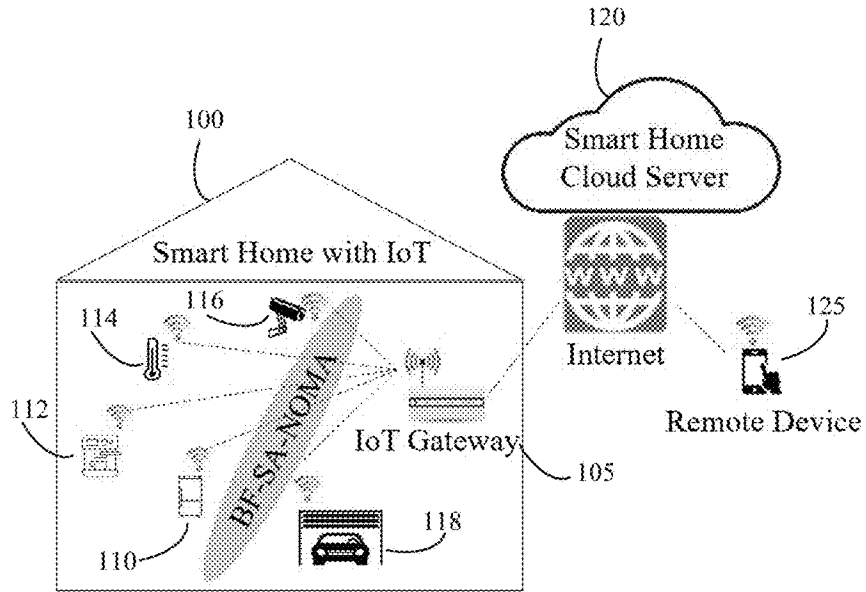 120
Smart Home
Cloud Server
100
Smart Home with IoT
WWW
116
114
125
Internet
112
IoT Gateway
Remote Device
BF-SA-NOMA
105
110
118